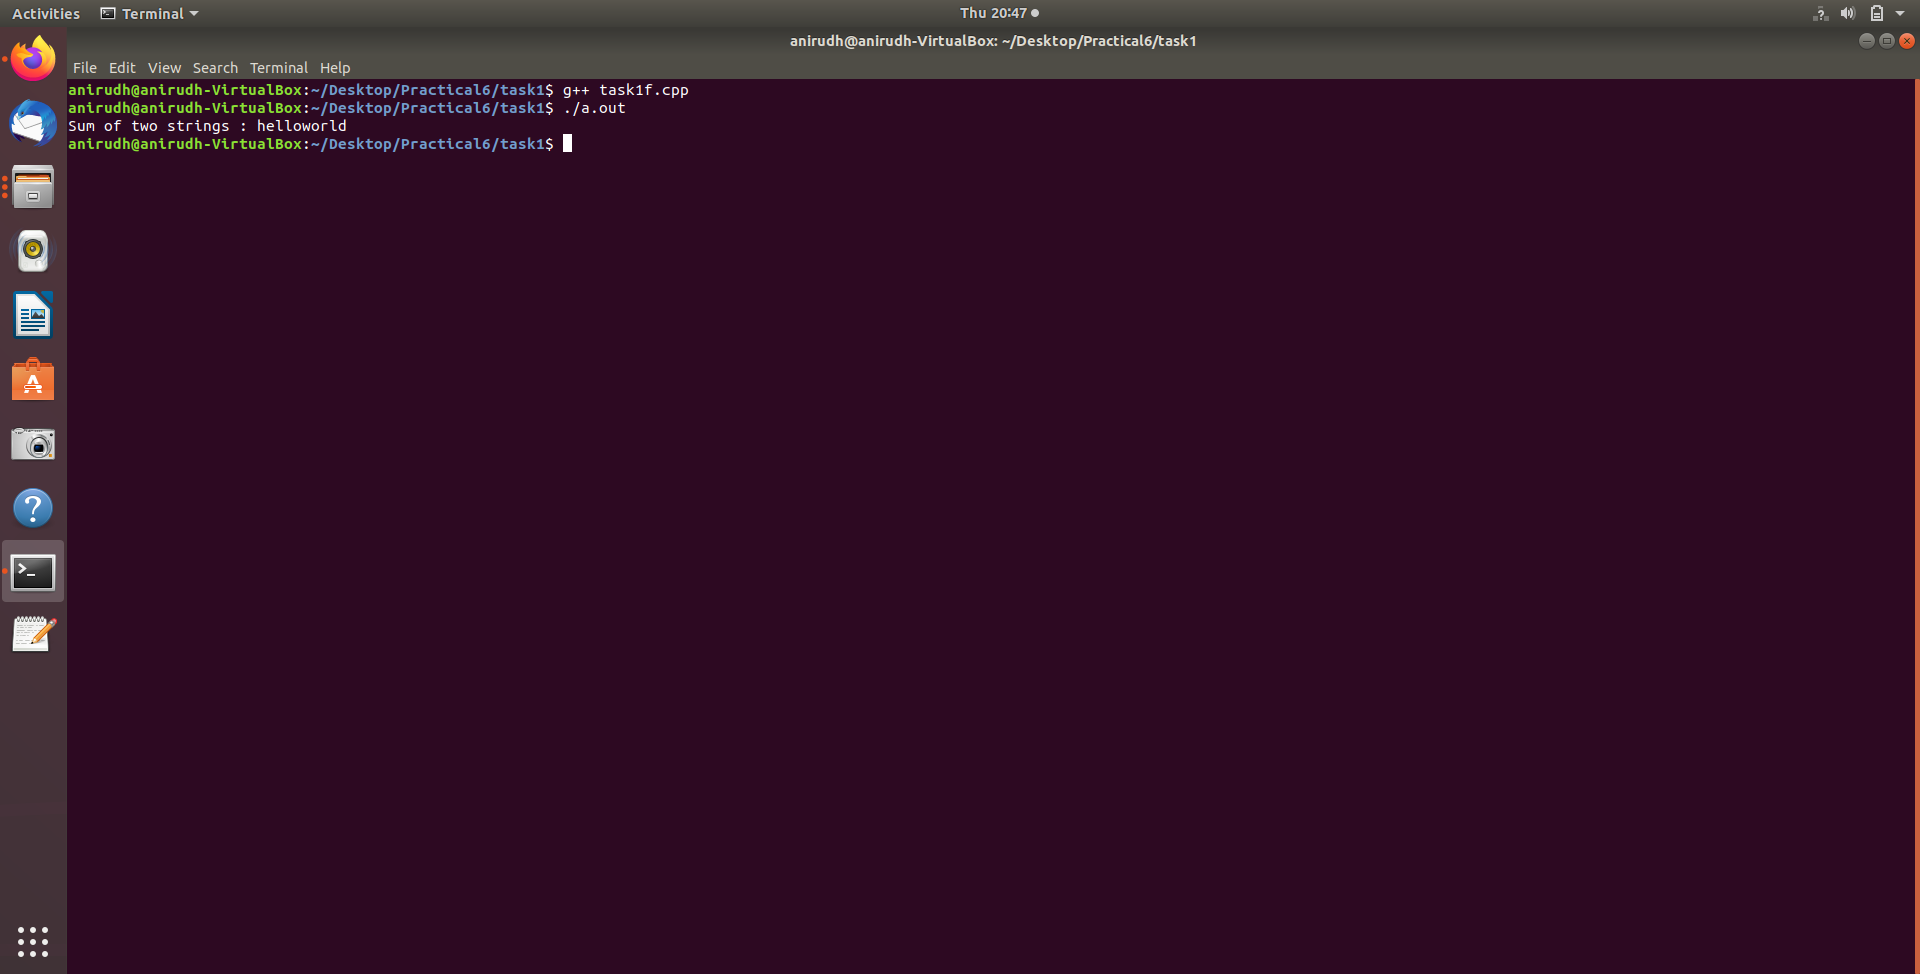 Activities Terminal Thu 20:47
anirudh@anirudh-VirtualBox: ~/Desktop/Practical6/task1
File Edit View Search Terminal Help
anirudh@anirudh-VirtualBox:~/Desktop/Practical6/task1$ g++ task1f.cpp
anirudh@anirudh-VirtualBox:~/Desktop/Practical6/task1$ ./a.out
Sum of two strings : helloworld
anirudh@anirudh-VirtualBox:~/Desktop/Practical6/task1$